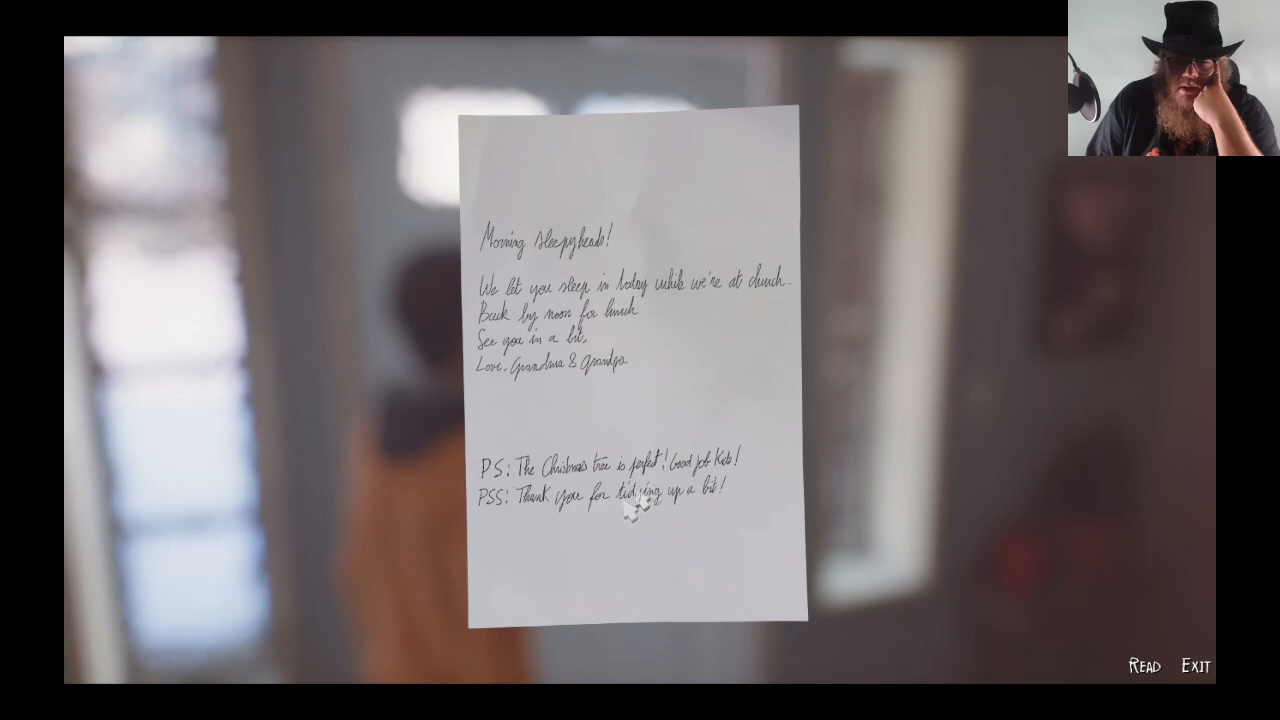 Morning sleepyheads!
We let you sleep in today while we're at church.
Back by noon for lunch
See you in a bit.
Love, Grandma & Grandpa
PS: The Christmas tree is perfect! Good job Kids!
PSS: Thank you for tidying up a bit!
READ EXIT